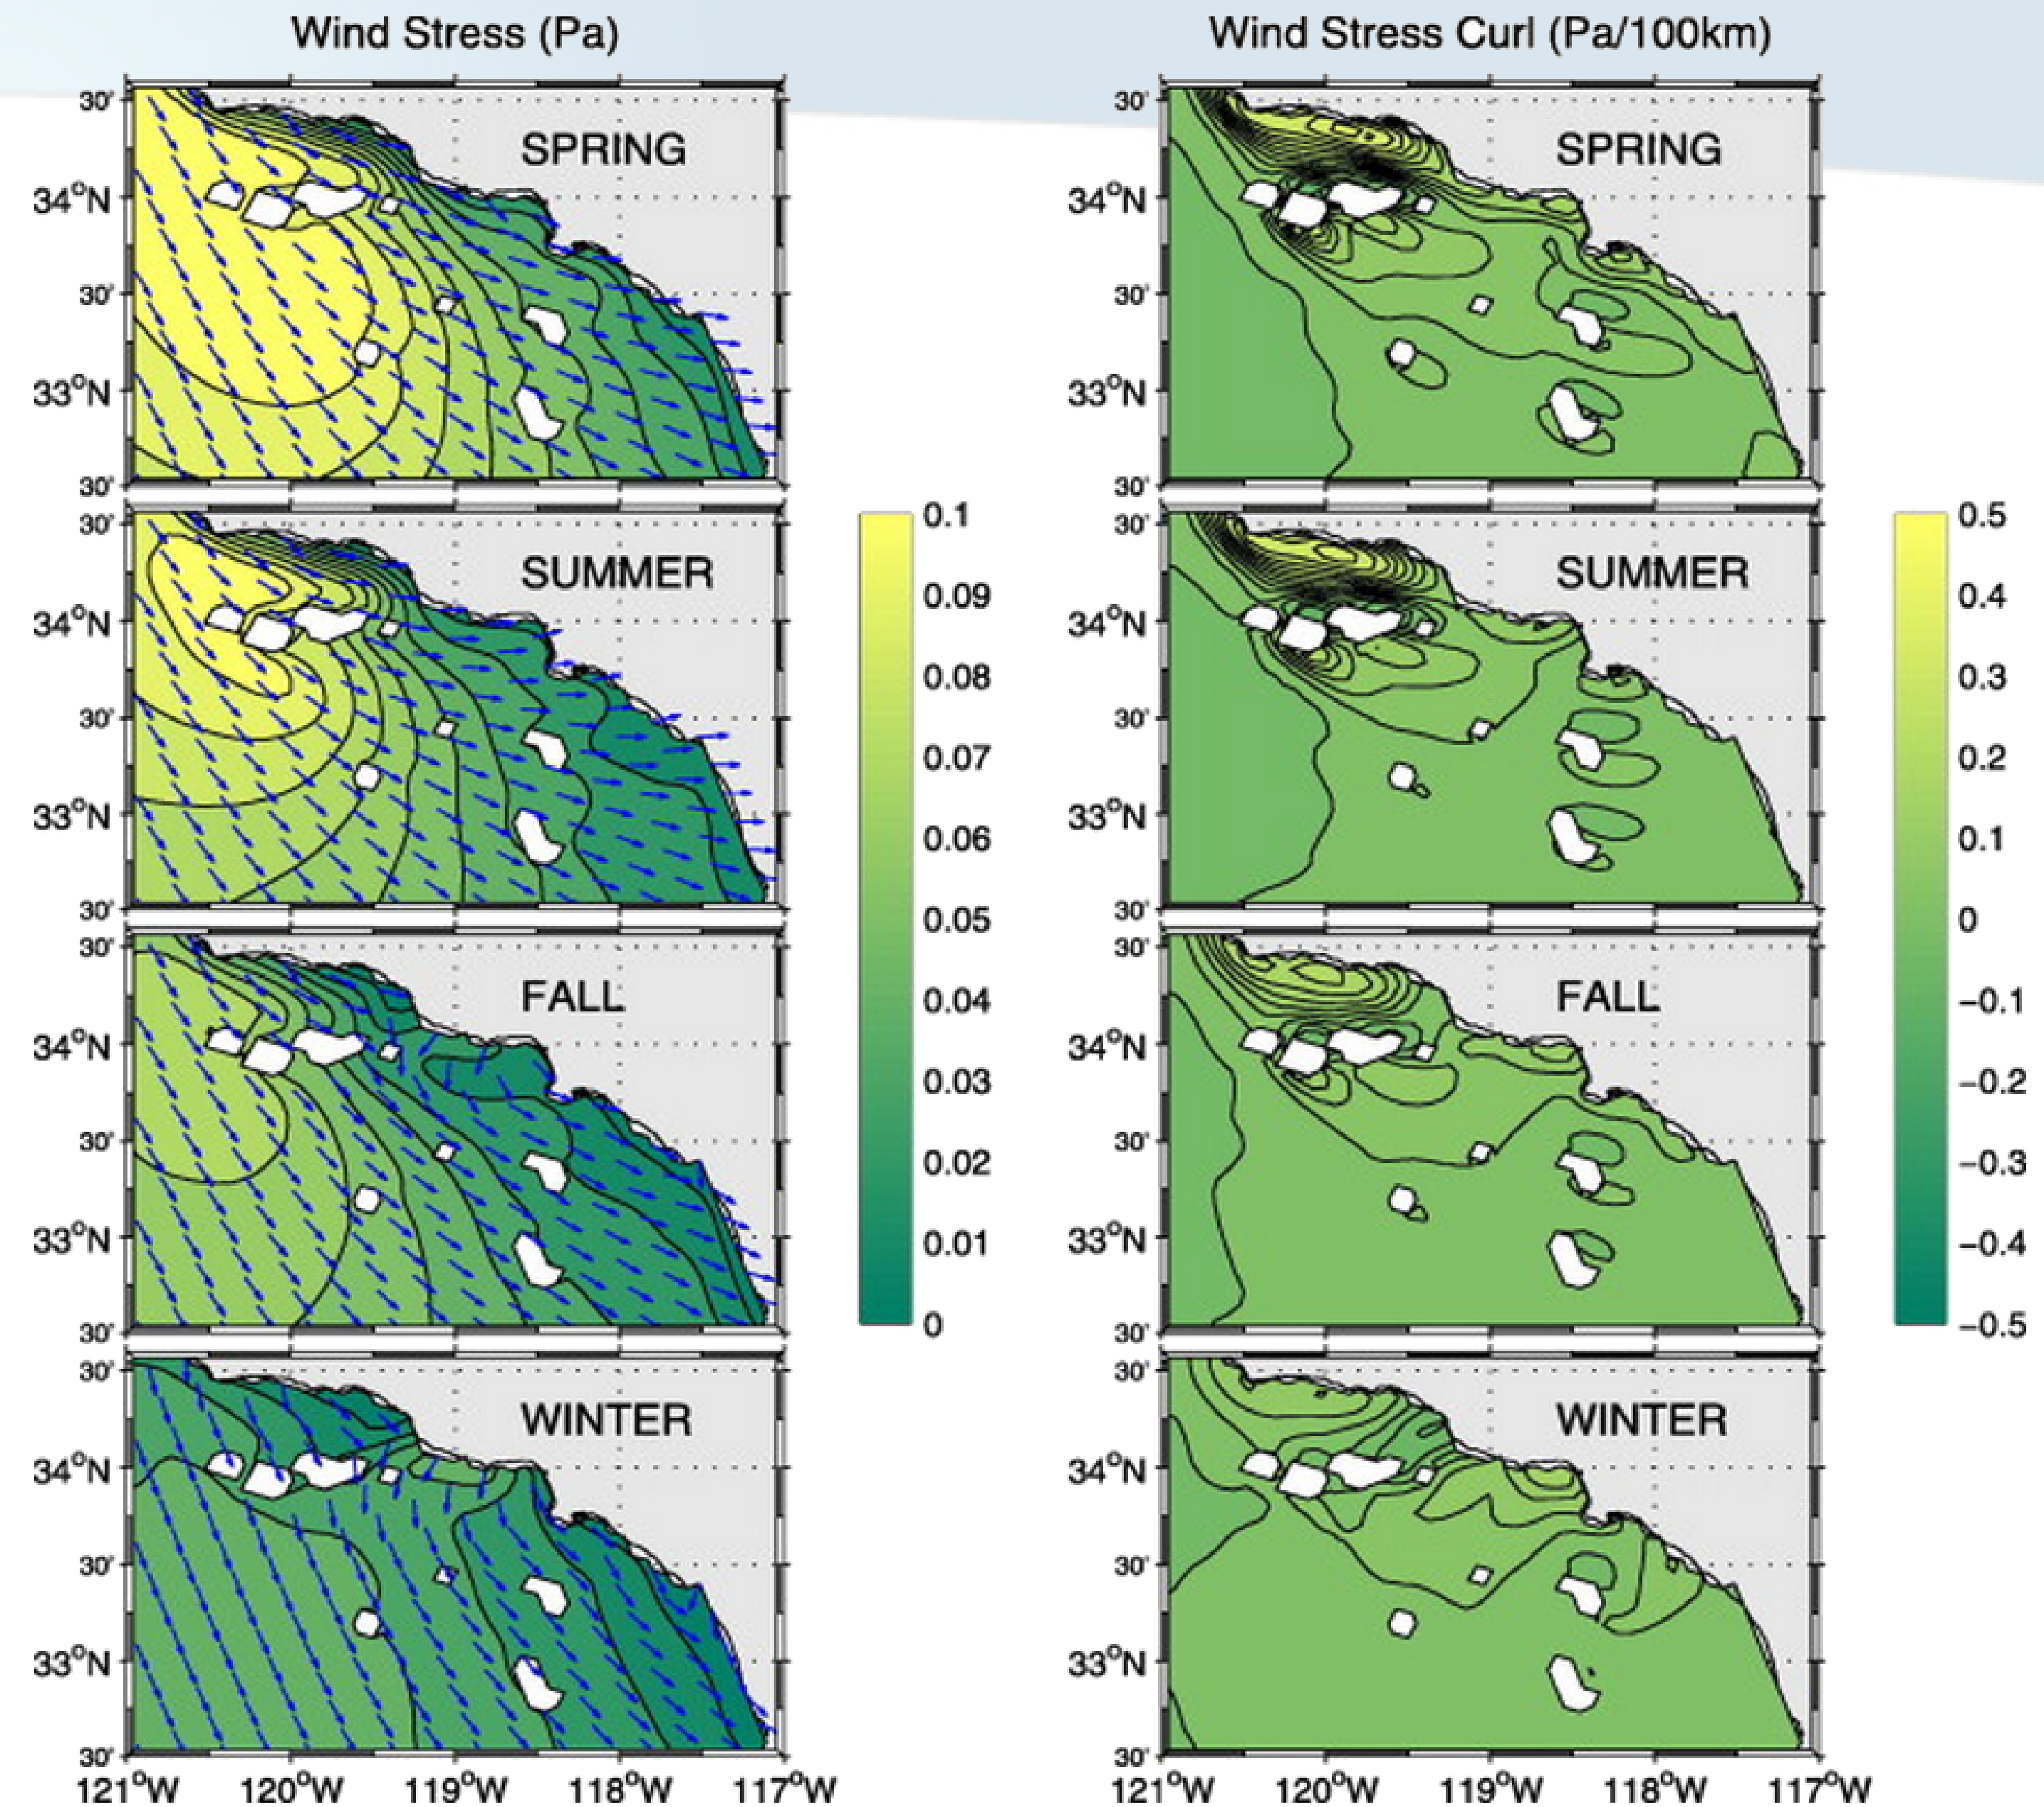 Wind Stress (Pa)
Wind Stress Curl (Pa/100km)
30'
SPRING
34°N
30'
33°N
30'
30'
SUMMER
34°N
30'
33°N
30'
30'
FALL
34°N
30'
33°N
30'
30'
WINTER
34°N
30'
33°N
30'
121°W 120°W 119°W 118°W 117°W
0.1
0.09
0.08
0.07
0.06
0.05
0.04
0.03
0.02
0.01
0
30'
SPRING
34°N
30'
33°N
30'
30'
SUMMER
34°N
30'
33°N
30'
30'
FALL
34°N
30'
33°N
30'
30'
WINTER
34°N
30'
33°N
30'
121°W 120°W 119°W 118°W 117°W
0.5
0.4
0.3
0.2
0.1
0
−0.1
−0.2
−0.3
−0.4
−0.5